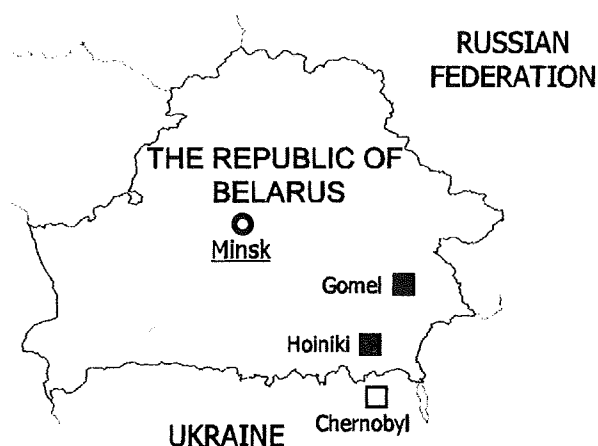 RUSSIAN
FEDERATION
THE REPUBLIC OF
BELARUS
Minsk
Gomel
Hoiniki
Chernobyl
UKRAINE